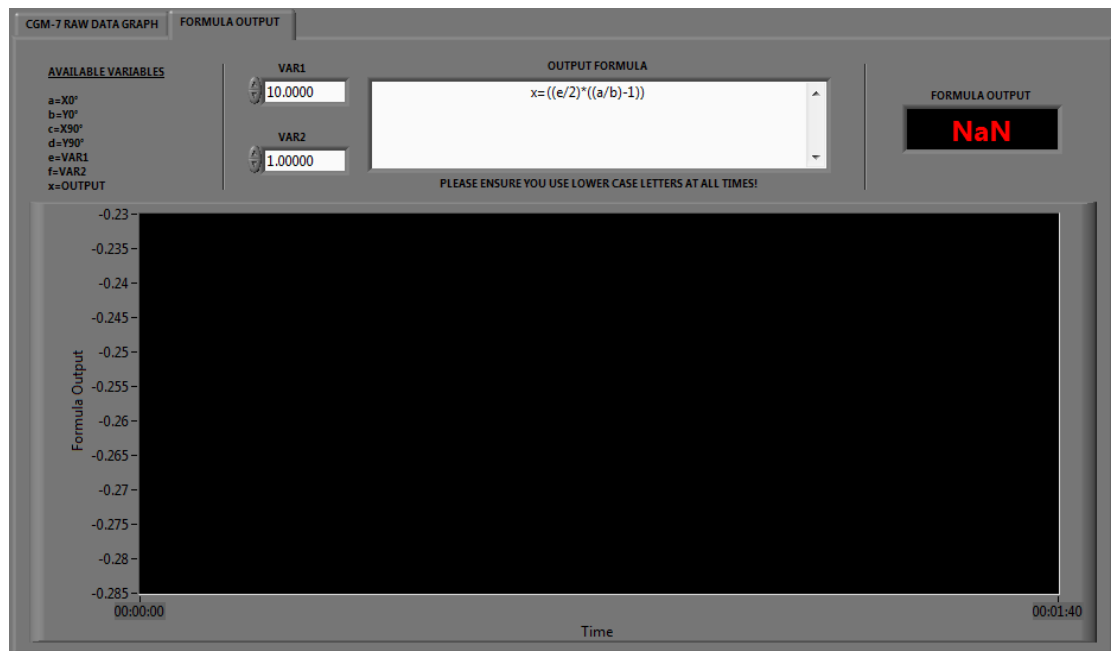 CGM-7 RAW DATA GRAPH
FORMULA OUTPUT
AVAILABLE VARIABLES
a=X0°
b=Y0°
c=X90°
d=Y90°
e=VAR1
f=VAR2
x=OUTPUT
VAR1
10.0000
VAR2
1.00000
OUTPUT FORMULA
x=((e/2)*((a/b)-1))
PLEASE ENSURE YOU USE LOWER CASE LETTERS AT ALL TIMES!
FORMULA OUTPUT
NaN
Formula Output
-0.23
-0.235
-0.24
-0.245
-0.25
-0.255
-0.26
-0.265
-0.27
-0.275
-0.28
-0.285
00:00:00
00:01:40
Time